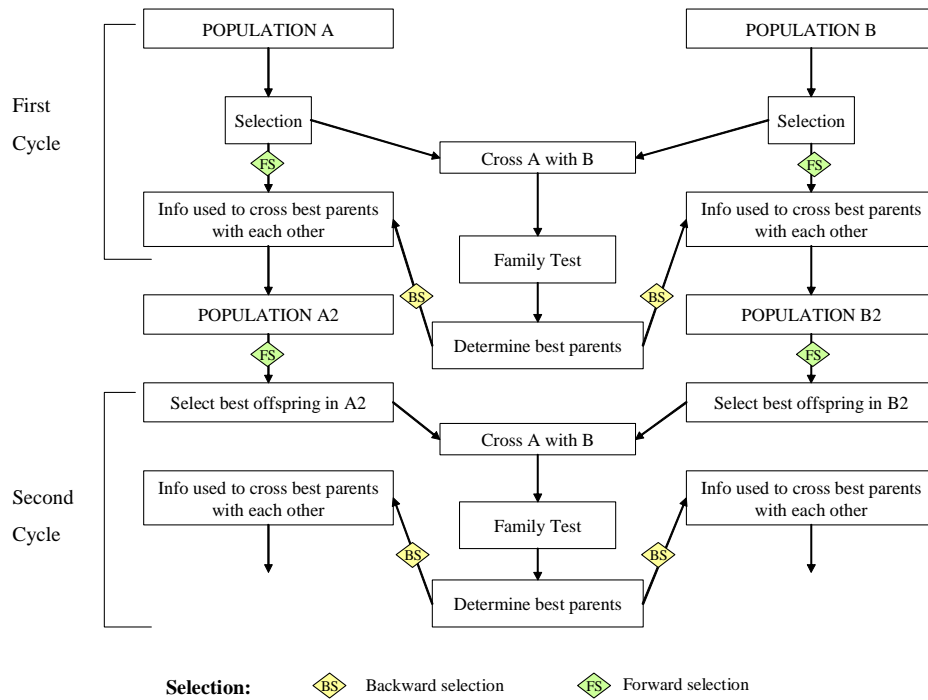 POPULATION A
POPULATION B
First
Cycle
Selection
Selection
Cross A with B
FS
FS
Info used to cross best parents
with each other
Info used to cross best parents
with each other
Family Test
BS
BS
POPULATION A2
POPULATION B2
Determine best parents
FS
FS
Select best offspring in A2
Select best offspring in B2
Cross A with B
Second
Cycle
Info used to cross best parents
with each other
Info used to cross best parents
with each other
Family Test
BS
BS
Determine best parents
Selection:
BS
Backward selection
FS
Forward selection